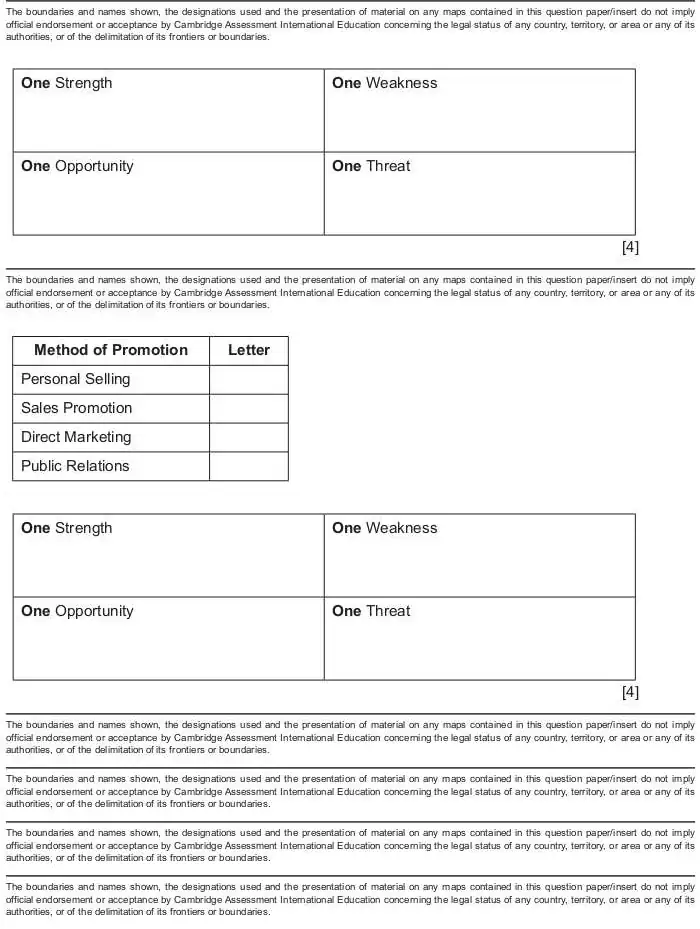 The boundaries and names shown, the designations used and the presentation of material on any maps contained in this question paper/insert do not imply
official endorsement or acceptance by Cambridge Assessment International Education concerning the legal status of any country, territory, or area or any of its
authorities, or of the delimitation of its frontiers or boundaries.
One Strength
One Weakness
One Opportunity
One Threat
[4]
The boundaries and names shown, the designations used and the presentation of material on any maps contained in this question paper/insert do not imply
official endorsement or acceptance by Cambridge Assessment International Education concerning the legal status of any country, territory, or area or any of its
authorities, or of the delimitation of its frontiers or boundaries.
Method of Promotion
Letter
Personal Selling
Sales Promotion
Direct Marketing
Public Relations
One Strength
One Weakness
One Opportunity
One Threat
[4]
The boundaries and names shown, the designations used and the presentation of material on any maps contained in this question paper/insert do not imply
official endorsement or acceptance by Cambridge Assessment International Education concerning the legal status of any country, territory, or area or any of its
authorities, or of the delimitation of its frontiers or boundaries.
The boundaries and names shown, the designations used and the presentation of material on any maps contained in this question paper/insert do not imply
official endorsement or acceptance by Cambridge Assessment International Education concerning the legal status of any country, territory, or area or any of its
authorities, or of the delimitation of its frontiers or boundaries.
The boundaries and names shown, the designations used and the presentation of material on any maps contained in this question paper/insert do not imply
official endorsement or acceptance by Cambridge Assessment International Education concerning the legal status of any country, territory, or area or any of its
authorities, or of the delimitation of its frontiers or boundaries.
The boundaries and names shown, the designations used and the presentation of material on any maps contained in this question paper/insert do not imply
official endorsement or acceptance by Cambridge Assessment International Education concerning the legal status of any country, territory, or area or any of its
authorities, or of the delimitation of its frontiers or boundaries.